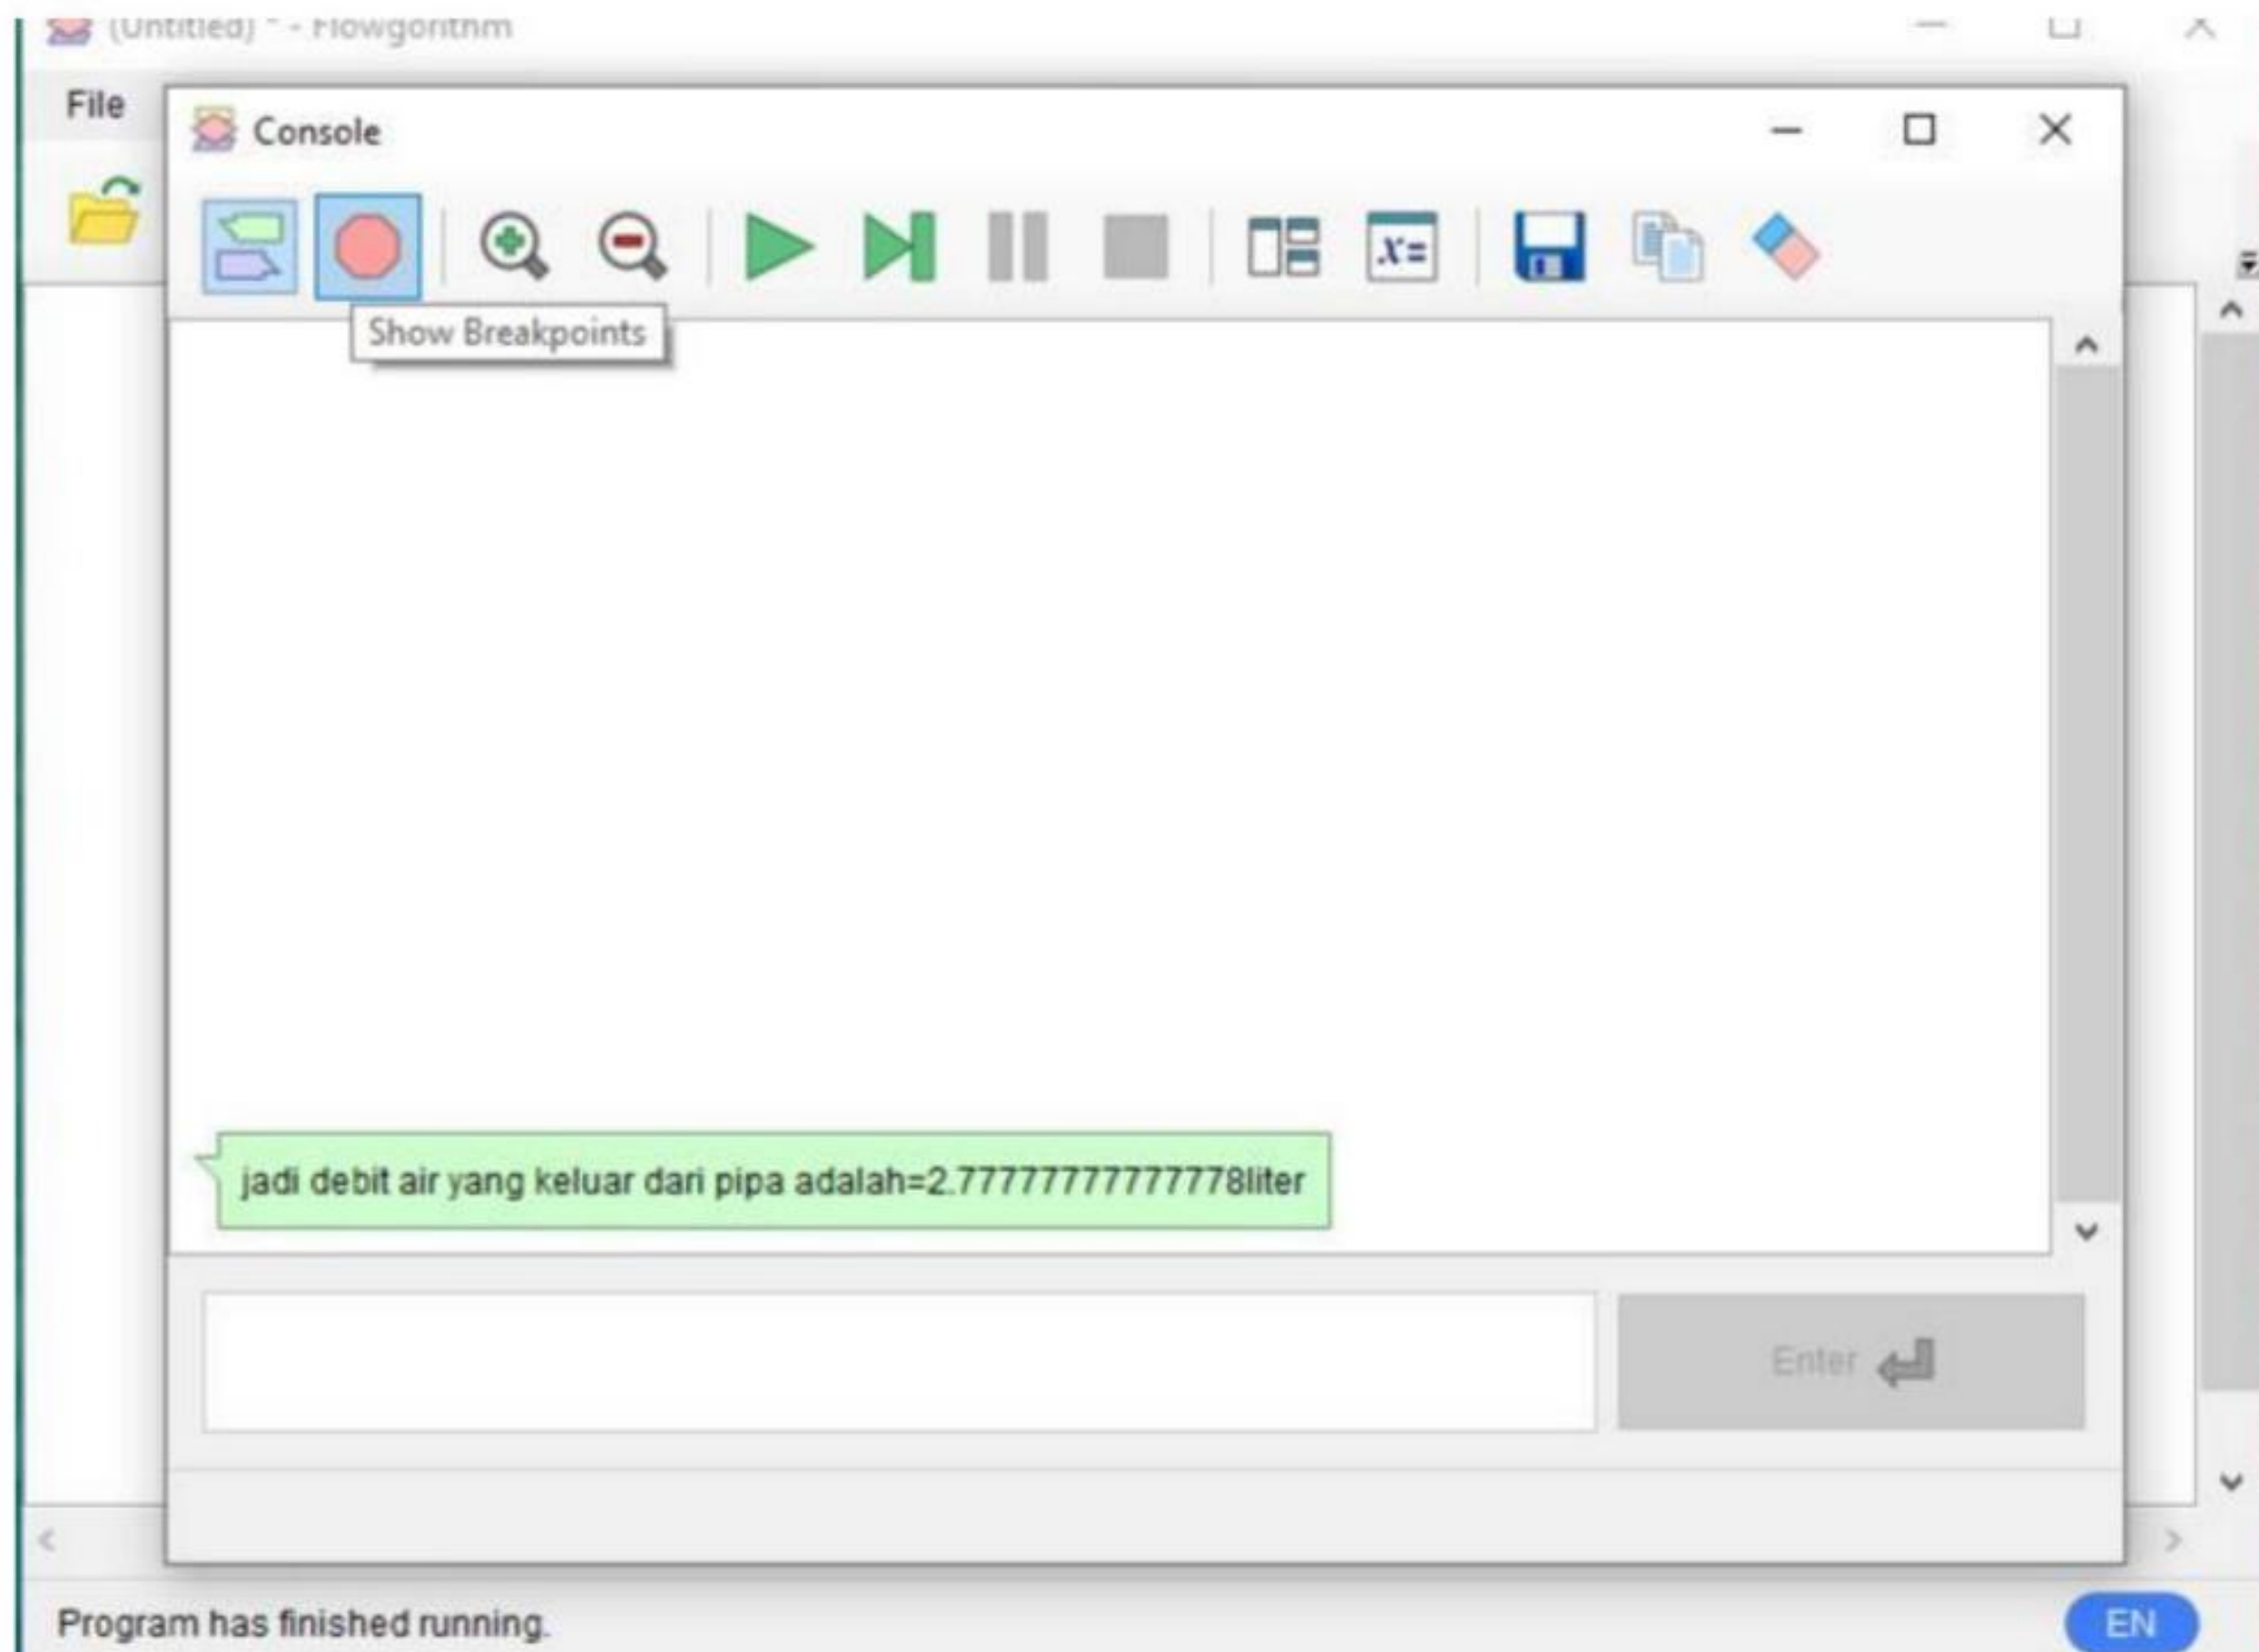 (Untitled) * - Flowgorithm
File
Console
x=
Show Breakpoints
jadi debit air yang keluar dari pipa adalah=2.77777777777778liter
Enter
Program has finished running.
EN